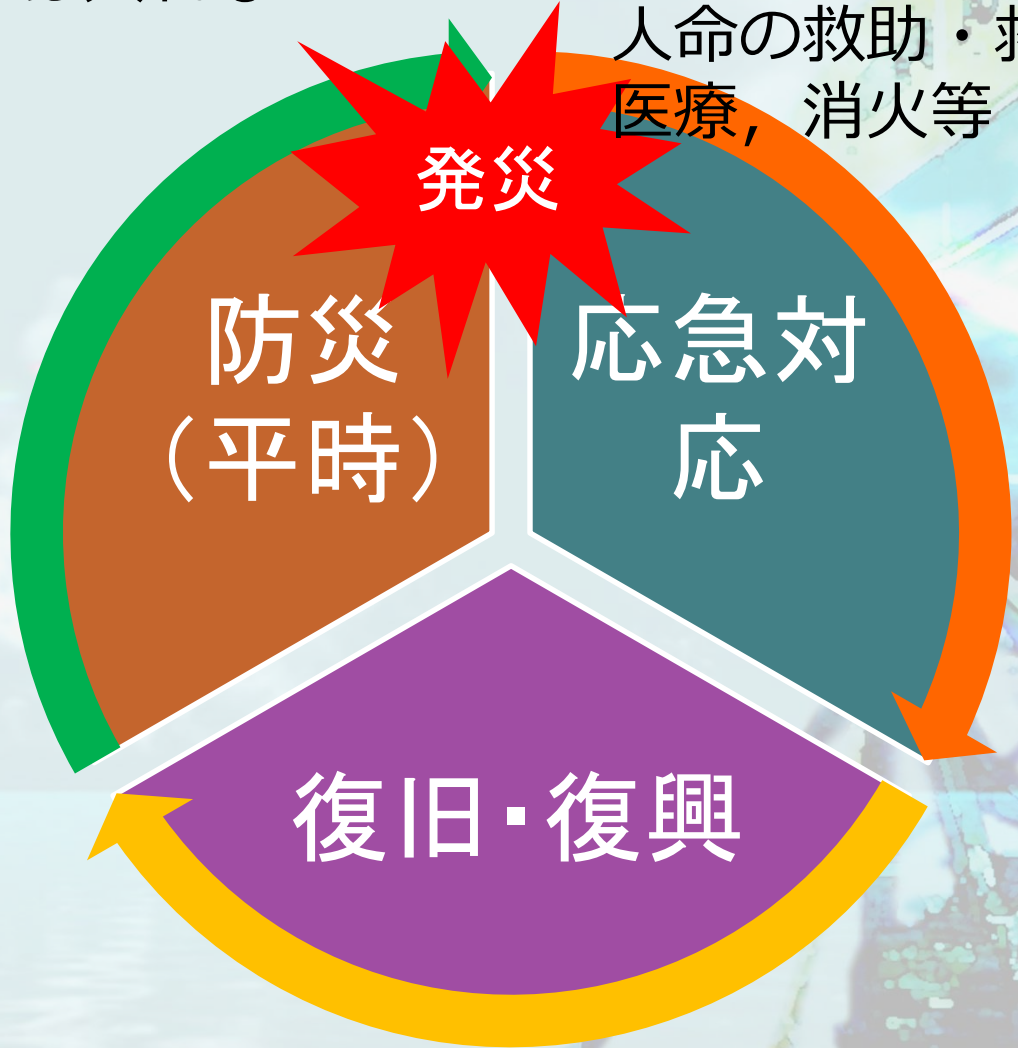 人命の救助・救
医療，消火等
発災
防災
（平時）
応急対
応
復旧・復興